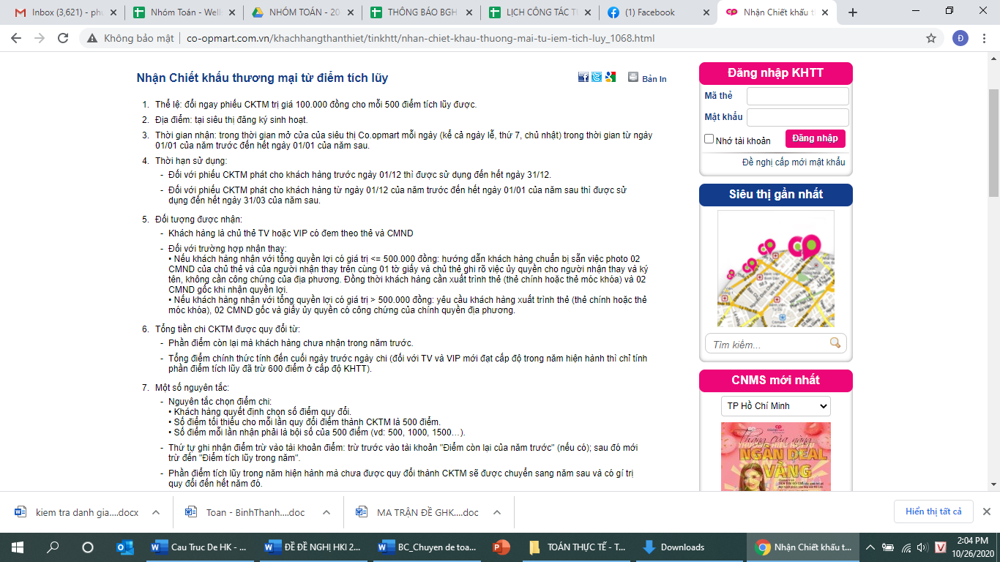 Inbox (3,621) - ph
Nhóm Toán - Well
NHÓM TOÁN - 20
THÔNG BÁO BGH
LỊCH CÔNG TÁC T
(1) Facebook
Nhận Chiết khấu t
Không bảo mật
co-opmart.com.vn/khachhangthanthiet/tinkhtt/nhan-chiet-khau-thuong-mai-tu-iem-tich-luy_1068.html
Đ
Nhận Chiết khấu thương mại từ điểm tích lũy
Bản In
1. Thể lệ: đổi ngay phiếu CKTM trị giá 100.000 đồng cho mỗi 500 điểm tích lũy được.
2. Địa điểm: tại siêu thị đăng ký sinh hoạt.
3. Thời gian nhận: trong thời gian mở cửa của siêu thị Co.opmart mỗi ngày (kể cả ngày lễ, thứ 7, chủ nhật) trong thời gian từ ngày
01/01 của năm trước đến hết ngày 01/01 của năm sau.
4. Thời hạn sử dụng:
- Đối với phiếu CKTM phát cho khách hàng trước ngày 01/12 thì được sử dụng đến hết ngày 31/12.
- Đối với phiếu CKTM phát cho khách hàng từ ngày 01/12 của năm trước đến hết ngày 01/01 của năm sau thì được sử
dụng đến hết ngày 31/03 của năm sau.
5. Đối tượng được nhận:
- Khách hàng là chủ thẻ TV hoặc VIP có đem theo thẻ và CMND
- Đối với trường hợp nhận thay:
• Nếu khách hàng nhận với tổng quyền lợi có giá trị <= 500.000 đồng: hướng dẫn khách hàng chuẩn bị sẵn việc photo 02
CMND của chủ thẻ và của người nhận thay trên cùng 01 tờ giấy và chủ thẻ ghi rõ việc ủy quyền cho người nhận thay và ký
tên, không cần công chứng của địa phương. Đồng thời khách hàng cần xuất trình thẻ (thẻ chính hoặc thẻ móc khóa) và 02
CMND gốc khi nhận quyền lợi.
• Nếu khách hàng nhận với tổng quyền lợi có giá trị > 500.000 đồng: yêu cầu khách hàng xuất trình thẻ (thẻ chính hoặc thẻ
móc khóa), 02 CMND gốc và giấy ủy quyền có công chứng của chính quyền địa phương.
6. Tổng tiền chi CKTM được quy đổi từ:
- Phần điểm còn lại mà khách hàng chưa nhận trong năm trước.
- Tổng điểm chính thức tính đến cuối ngày trước ngày chi (đối với TV và VIP mới đạt cấp độ trong năm hiện hành thì chỉ tính
phần điểm tích lũy đã trừ 600 điểm ở cấp độ KHTT).
7. Một số nguyên tắc:
- Nguyên tắc chọn điểm chi:
• Khách hàng quyết định chọn số điểm quy đổi.
• Số điểm tối thiểu cho mỗi lần quy đổi điểm thành CKTM là 500 điểm.
• Số điểm mỗi lần nhận phải là bội số của 500 điểm (vd: 500, 1000, 1500…).
- Thứ tự ghi nhận điểm trừ vào tài khoản điểm: trừ trước vào tài khoản "Điểm còn lại của năm trước" (nếu có); sau đó mới
trừ đến "Điểm tích lũy trong năm".
- Phần điểm tích lũy trong năm hiện hành mà chưa được quy đổi thành CKTM sẽ được chuyển sang năm sau và có gí trị
quy đổi đến hết năm đó.
Đăng nhập KHTT
Mã thẻ
Mật khẩu
Nhớ tài khoản
Đăng nhập
Đề nghị cấp mới mật khẩu
Siêu thị gần nhất
Tìm kiếm...
CNMS mới nhất
TP Hồ Chí Minh
Tháng của nàng
NGÀN DEAL
VÀNG
kiem tra danh gia....docx
Toan - BinhThanh....doc
MA TRẬN ĐỀ GHK....doc
Hiển thị tất cả
Cau Truc De HK - ...
ĐỀ ĐỀ NGHỊ HKI 2...
BC_Chuyen de toa...
TOÁN THỰC TẾ - T...
Downloads
Nhận Chiết khấu t...
V
2:04 PM
10/26/2020